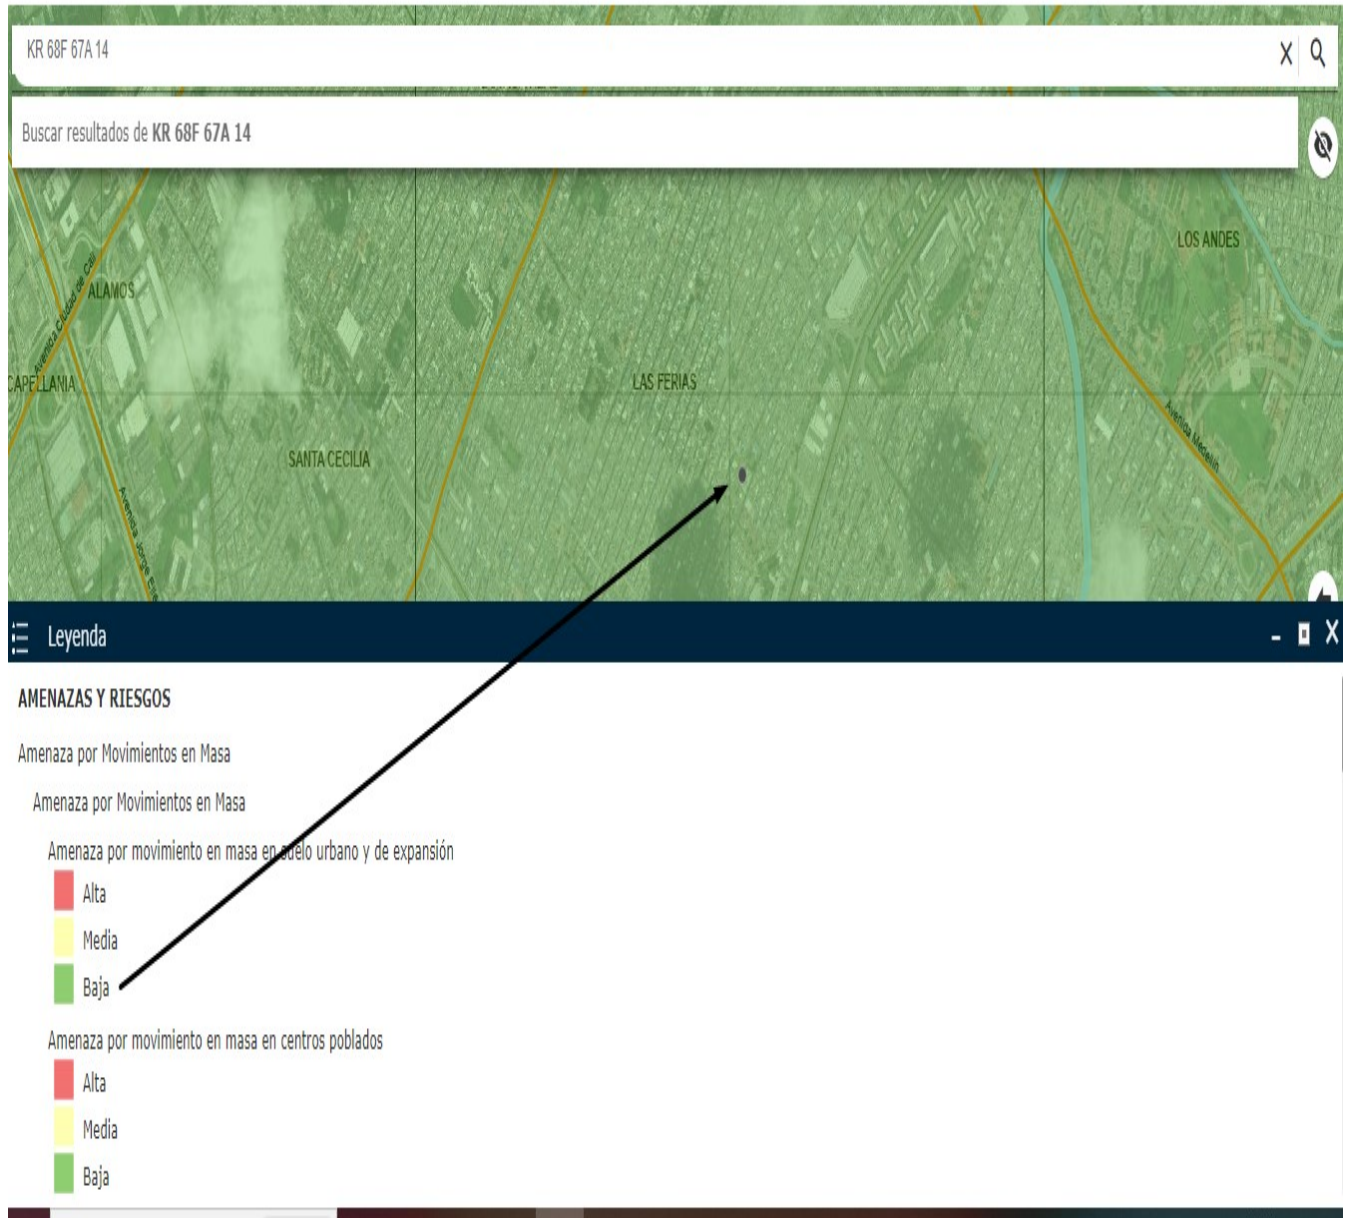 KR 68F 67A 14
Buscar resultados de KR 68F 67A 14
LOS ANDES
Avenida Ciudad de Cali
ALAMOS
CAPELLANIA
LAS FERIAS
Avenida Medellín
SANTA CECILIA
Avenida Jorge
Leyenda
AMENAZAS Y RIESGOS
Amenaza por Movimientos en Masa
Amenaza por Movimientos en Masa
Amenaza por movimiento en masa en suelo urbano y de expansión
Alta
Media
Baja
Amenaza por movimiento en masa en centros poblados
Alta
Media
Baja